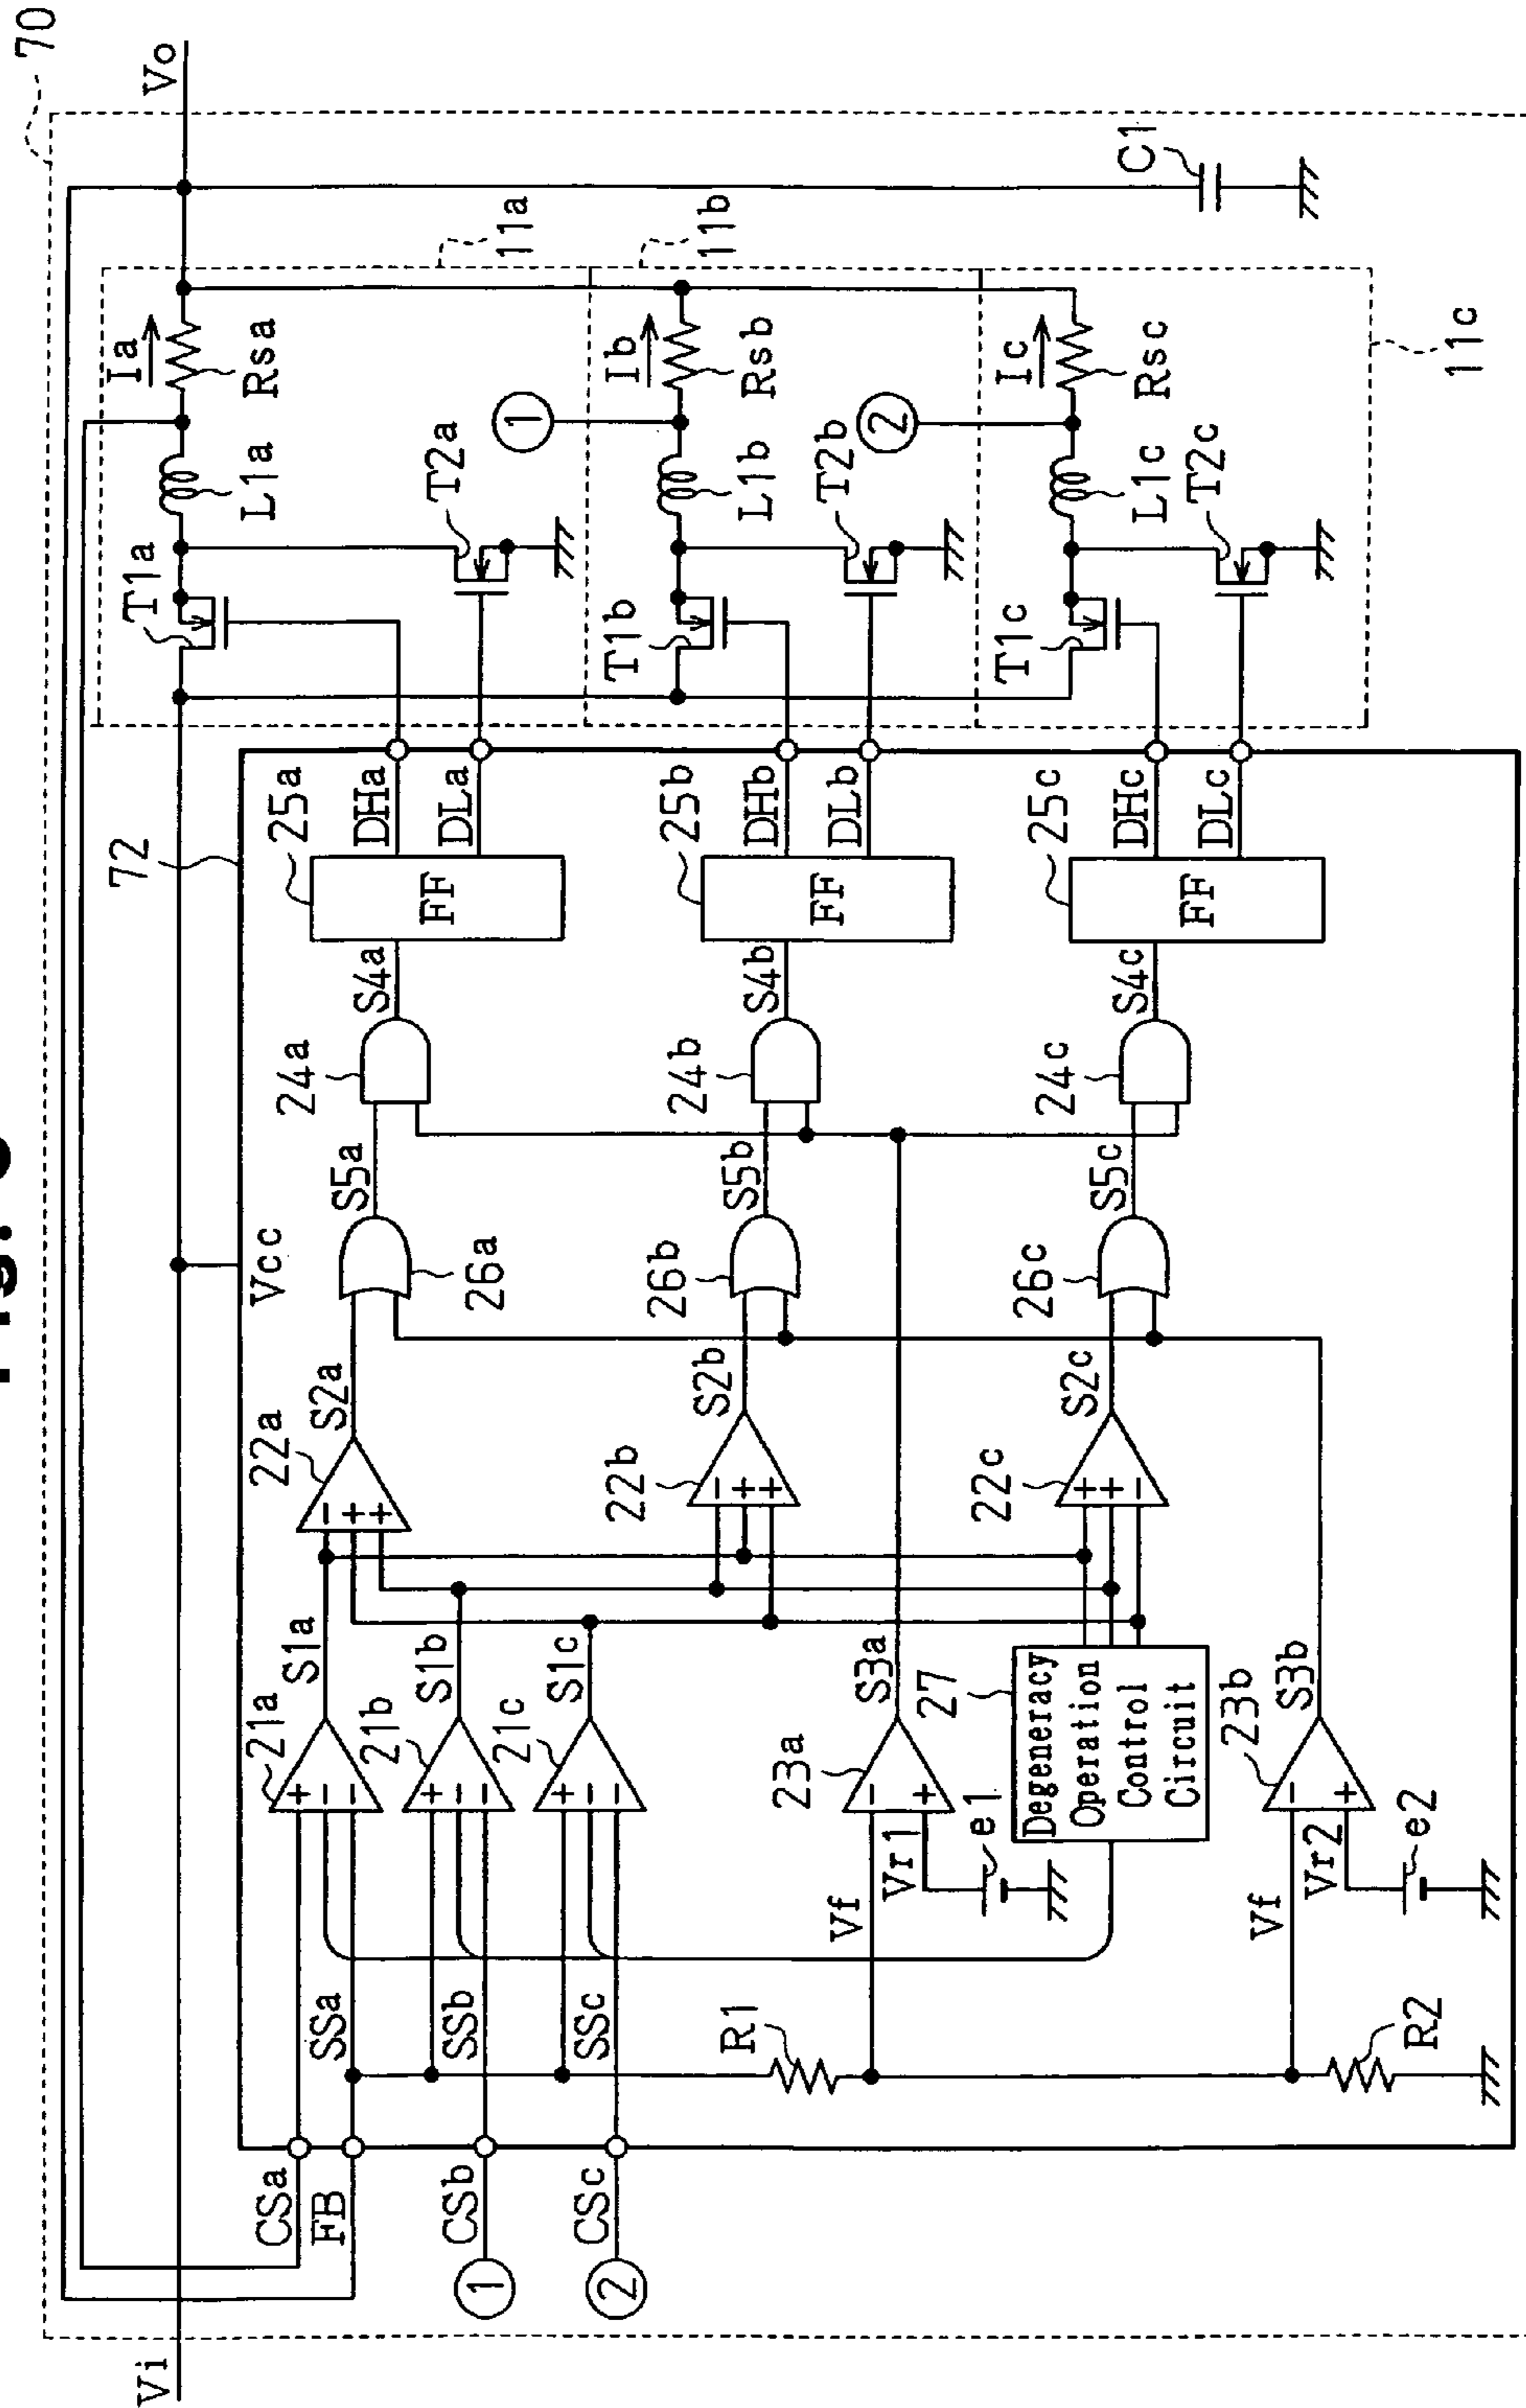 70
Vi
Vo
72
Vcc
T1a
L1a
Ia
Rsa
T2a
11a
CSa
FB
SSa
21a
S1a
22a
S2a
26a
S5a
24a
S4a
25a
FF
DHa
DLa
1
CSb
SSb
21b
S1b
22b
S2b
26b
S5b
24b
S4b
25b
FF
DHb
DLb
T1b
L1b
Ib
Rsb
T2b
11b
1
2
CSc
SSc
21c
S1c
22c
S2c
26c
S5c
24c
S4c
25c
FF
DHc
DLc
T1c
L1c
Ic
Rsc
T2c
11c
2
C1
R1
Vf
Vr1
e1
23a
S3a
27
Degeneracy
Operation
Control
Circuit
Vf
Vr2
e2
23b
S3b
R2
+
-
-
+
-
-
+
-
-
-
+
+
-
+
+
+
+
-
-
+
-
+